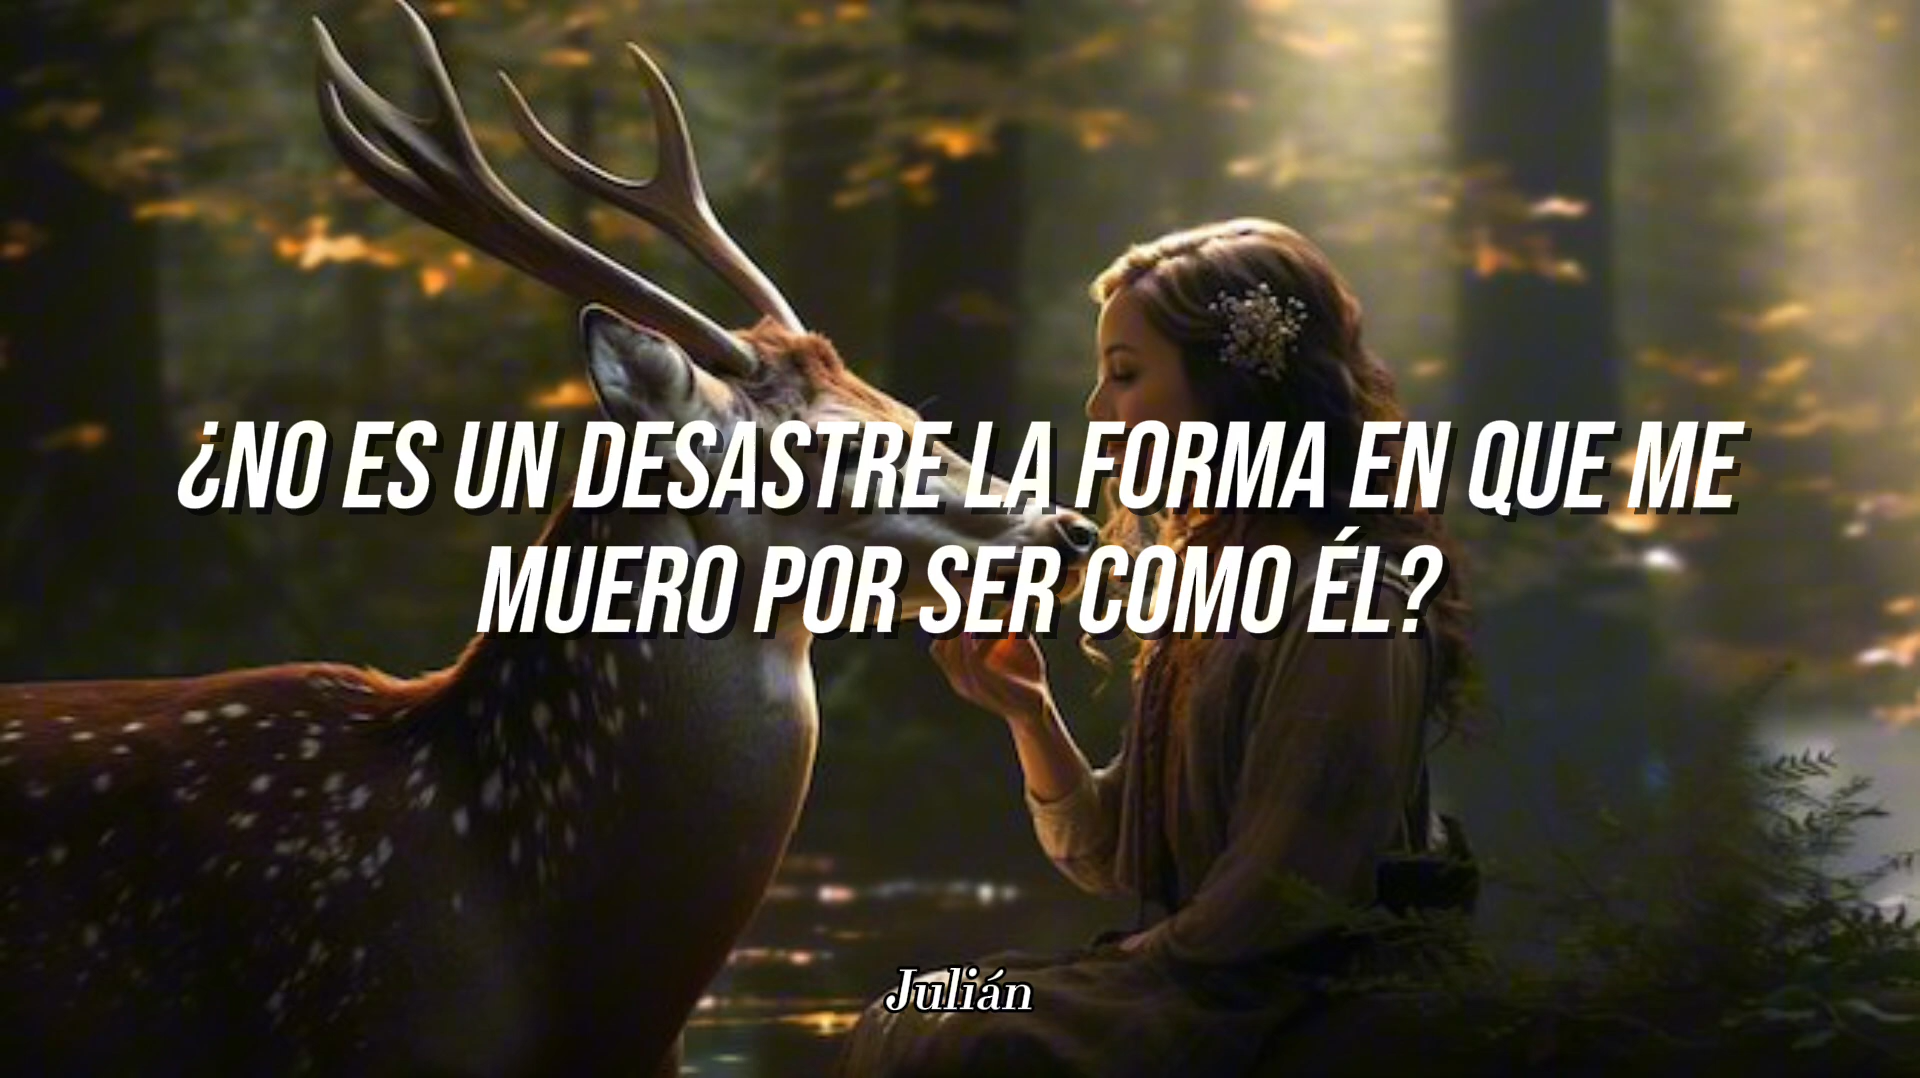 ¿NO ES UN DESASTRE LA FORMA EN QUE ME
MUERO POR SER COMO ÉL?
Julián